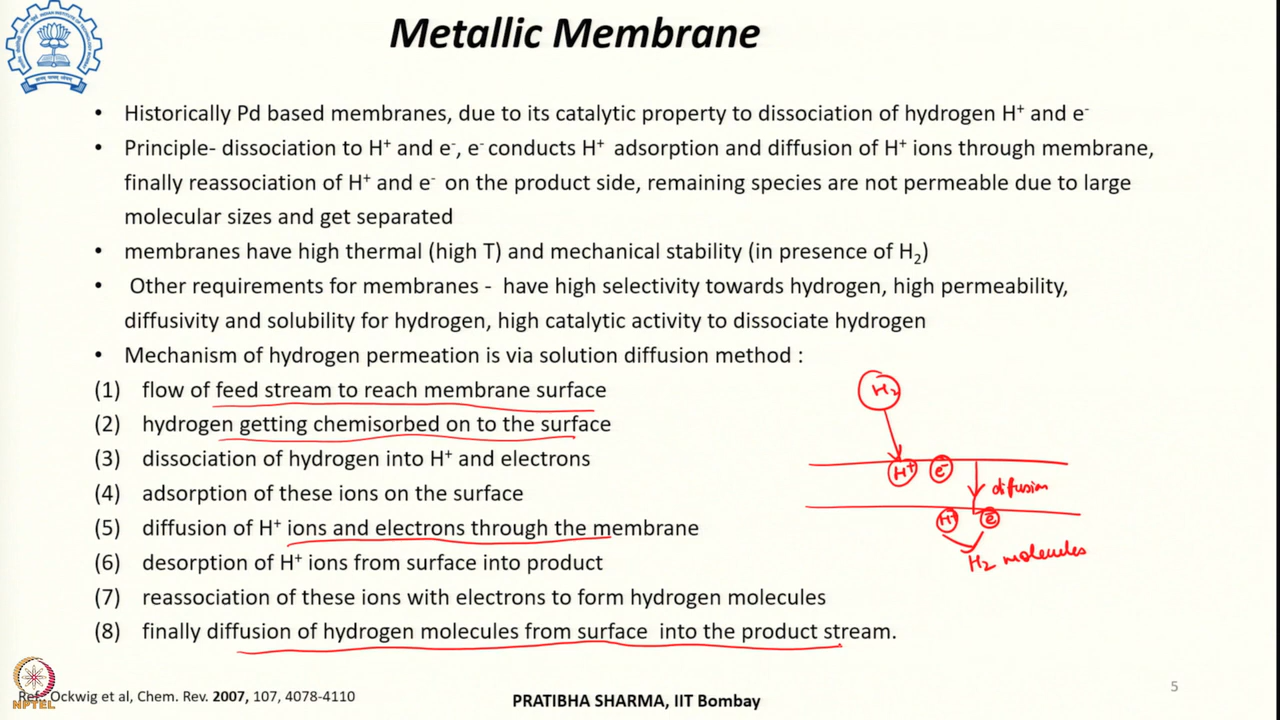 Metallic Membrane
• Historically Pd based membranes, due to its catalytic property to dissociation of hydrogen H⁺ and e⁻
• Principle- dissociation to H⁺ and e⁻, e⁻ conducts H⁺ adsorption and diffusion of H⁺ ions through membrane,
finally reassociation of H⁺ and e⁻ on the product side, remaining species are not permeable due to large
molecular sizes and get separated
• membranes have high thermal (high T) and mechanical stability (in presence of H₂)
• Other requirements for membranes - have high selectivity towards hydrogen, high permeability,
diffusivity and solubility for hydrogen, high catalytic activity to dissociate hydrogen
• Mechanism of hydrogen permeation is via solution diffusion method :
(1) flow of feed stream to reach membrane surface
(2) hydrogen getting chemisorbed on to the surface
(3) dissociation of hydrogen into H⁺ and electrons
(4) adsorption of these ions on the surface
(5) diffusion of H⁺ ions and electrons through the membrane
(6) desorption of H⁺ ions from surface into product
(7) reassociation of these ions with electrons to form hydrogen molecules
(8) finally diffusion of hydrogen molecules from surface into the product stream.
H₂
H⁺ e⁻
diffusion
H⁺ e⁻
H₂ molecules
Ref: Ockwig et al, Chem. Rev. 2007, 107, 4078-4110
NPTEL
PRATIBHA SHARMA, IIT Bombay
5